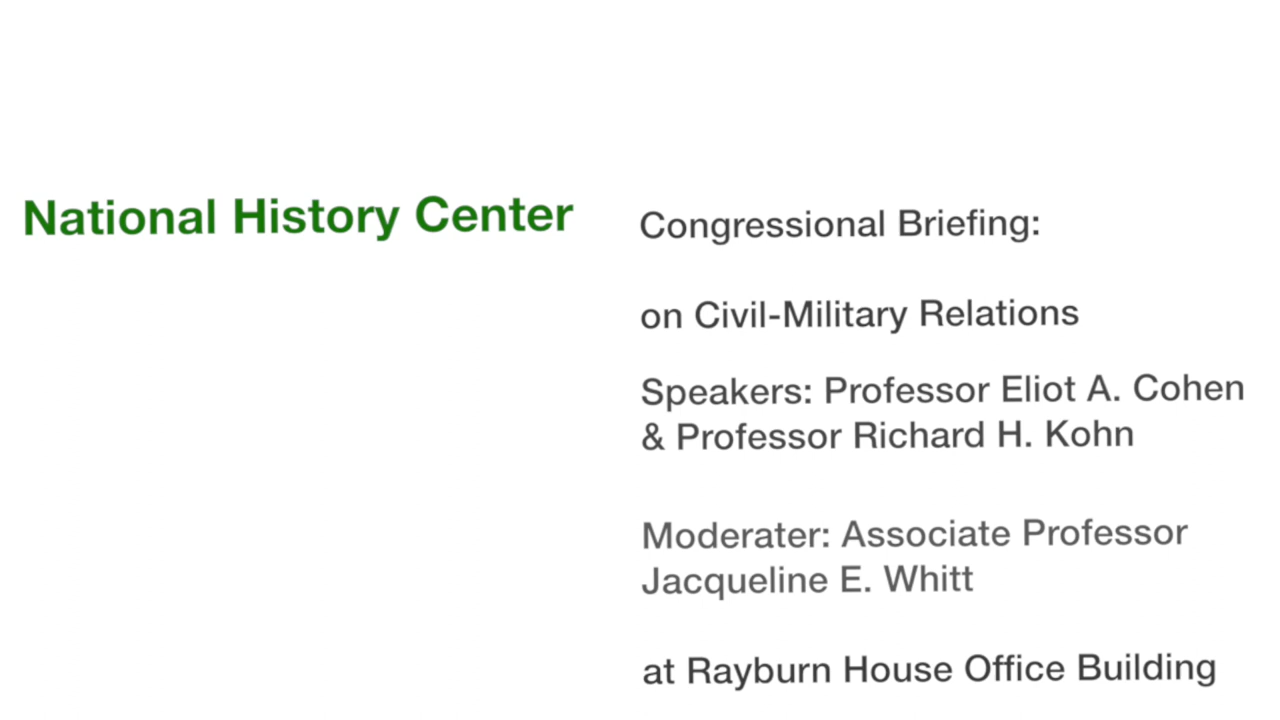 National History Center
Congressional Briefing:
on Civil-Military Relations
Speakers: Professor Eliot A. Cohen
& Professor Richard H. Kohn
Moderater: Associate Professor
Jacqueline E. Whitt
at Rayburn House Office Building